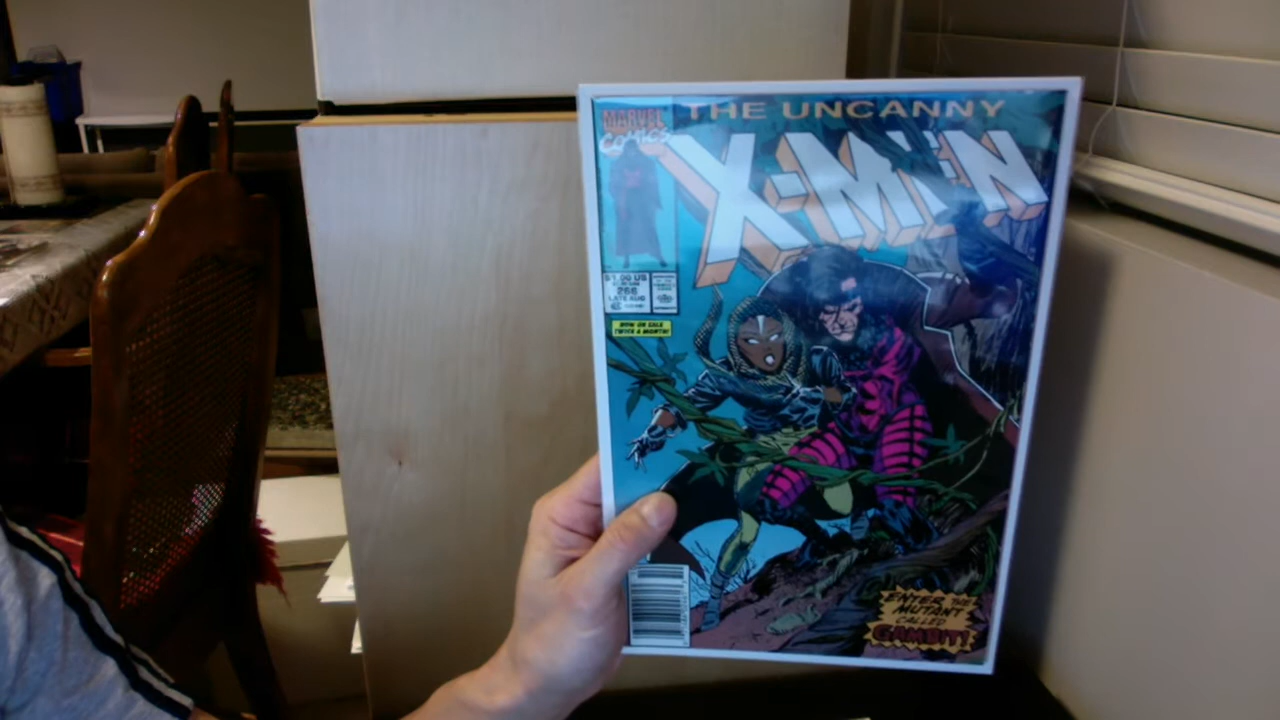 THE UNCANNY
MARVEL
COMICS
X-MEN
$1.00 US
266
LATE AUG
NOW ON SALE
TWICE A MONTH!
ENTER THE
MUTANT
CALLED
GAMBIT!